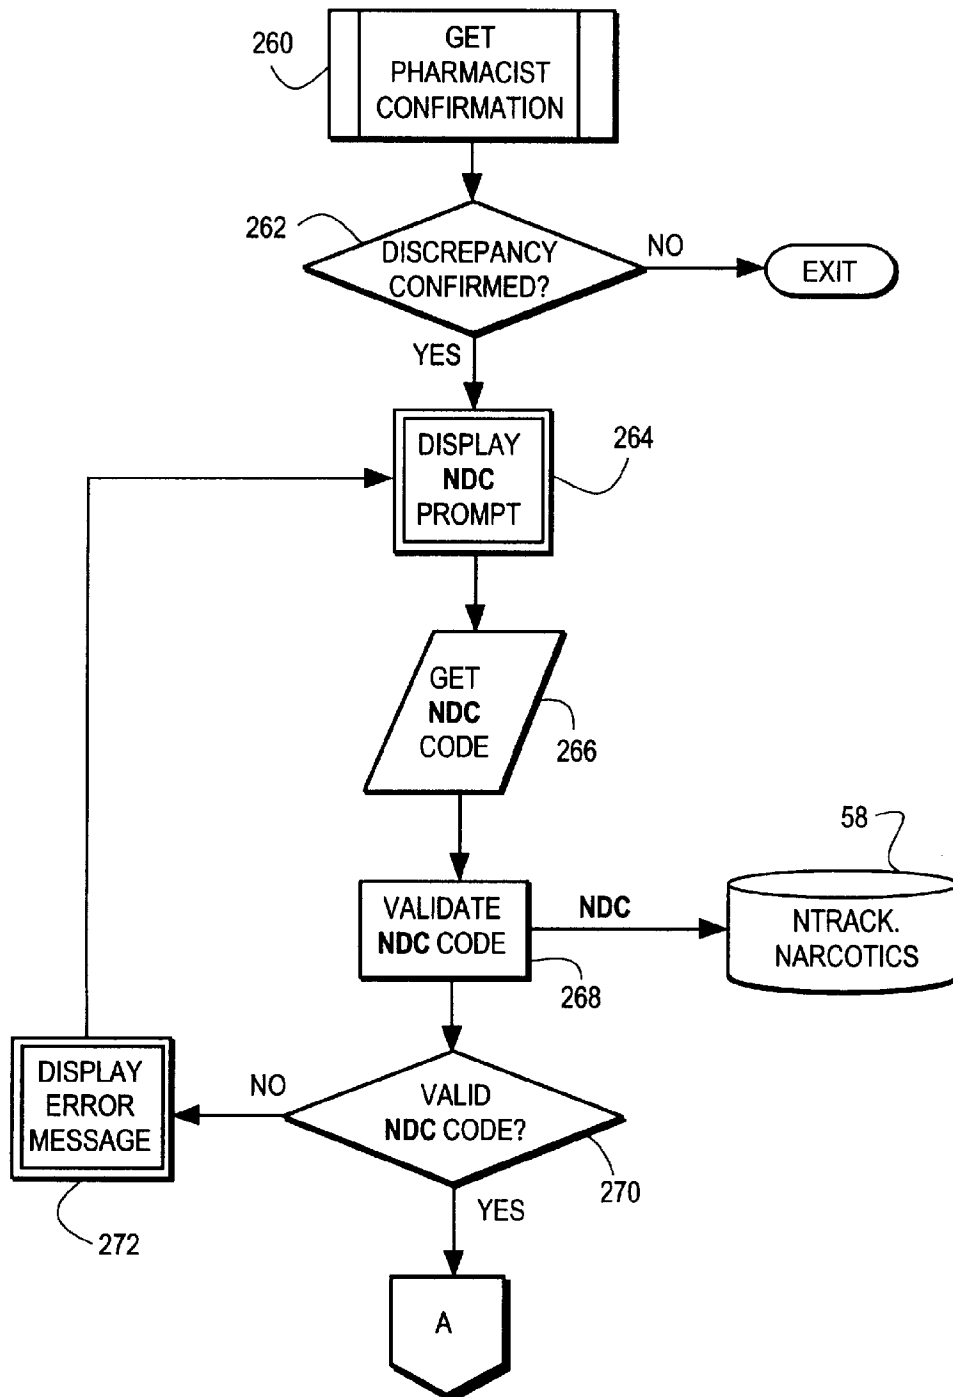 260
GET
PHARMACIST
CONFIRMATION
262
DISCREPANCY
CONFIRMED?
NO
EXIT
YES
DISPLAY
NDC
PROMPT
264
GET
NDC
CODE
266
58
VALIDATE
NDC CODE
NDC
NTRACK.
NARCOTICS
268
DISPLAY
ERROR
MESSAGE
NO
VALID
NDC CODE?
270
272
YES
A